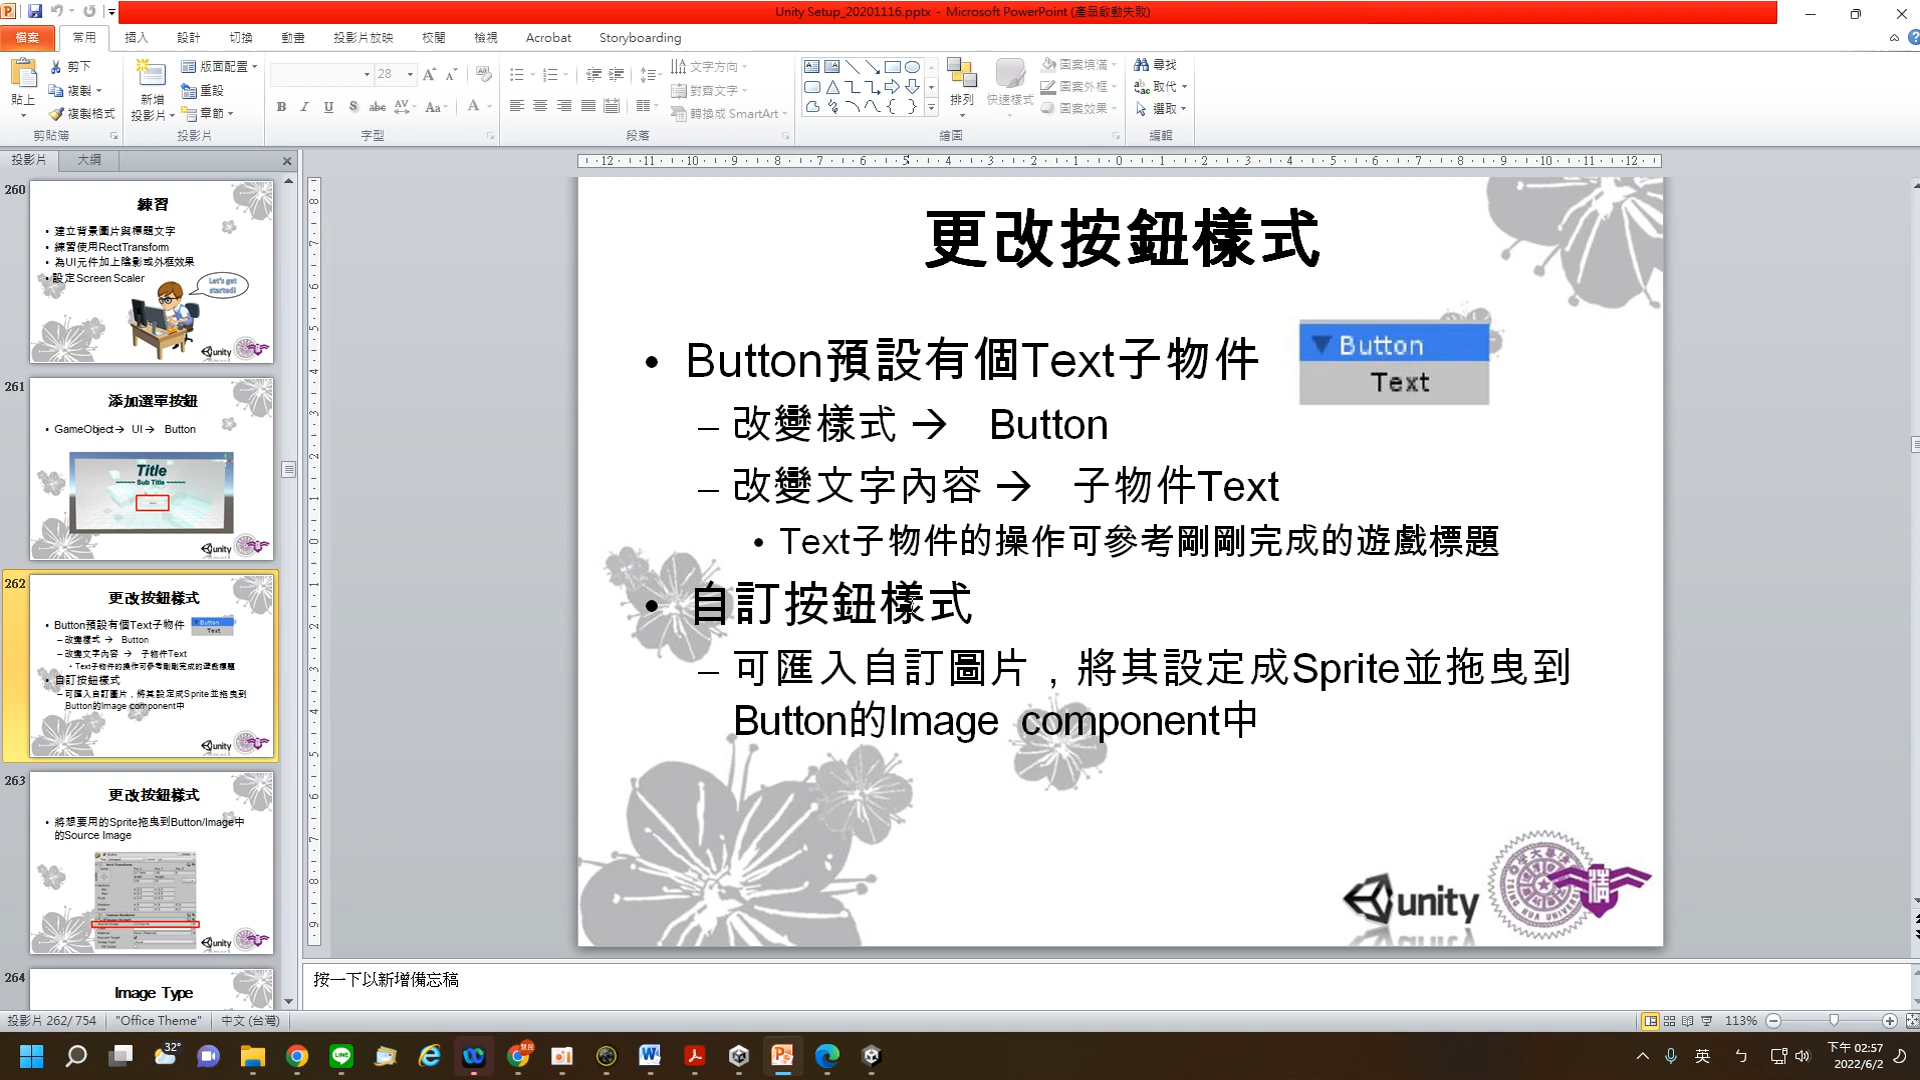 Unity Setup_20201116.pptx - Microsoft PowerPoint (產品啟動失敗)
檔案 常用 插入 設計 切換 動畫 投影片放映 校閱 檢視 Acrobat Storyboarding
貼上
剪下
複製
複製格式
剪貼簿
新增
投影片
版面配置
重設
章節
投影片
28
字型
文字方向
對齊文字
轉換成 SmartArt
段落
排列
快速樣式
圖案填滿
圖案外框
圖案效果
繪圖
尋找
取代
選取
編輯
投影片 大綱
260
練習
• 建立背景圖片與標題文字
• 練習使用RectTransform
• 為UI元件加上陰影或外框效果
• 設定Screen Scaler
Let's get
started!
unity
261
添加選單按鈕
• GameObject→ UI→ Button
Title
Sub Title
unity
262
更改按鈕樣式
• Button預設有個Text子物件
Button
Text
– 改變樣式 → Button
– 改變文字內容 → 子物件Text
• Text子物件的操作可參考剛剛完成的遊戲標題
• 自訂按鈕樣式
– 可匯入自訂圖片，將其設定成Sprite並拖曳到
Button的Image component中
unity
263
更改按鈕樣式
• 將想要用的Sprite拖曳到Button/Image中
的Source Image
unity
264
Image Type
更改按鈕樣式
• Button預設有個Text子物件
Button
Text
– 改變樣式 → Button
– 改變文字內容 → 子物件Text
• Text子物件的操作可參考剛剛完成的遊戲標題
• 自訂按鈕樣式
– 可匯入自訂圖片，將其設定成Sprite並拖曳到
Button的Image component中
unity
按一下以新增備忘稿
投影片 262/ 754 "Office Theme" 中文 (台灣) 113%
32° 英 ㄅ 下午 02:57
2022/6/2